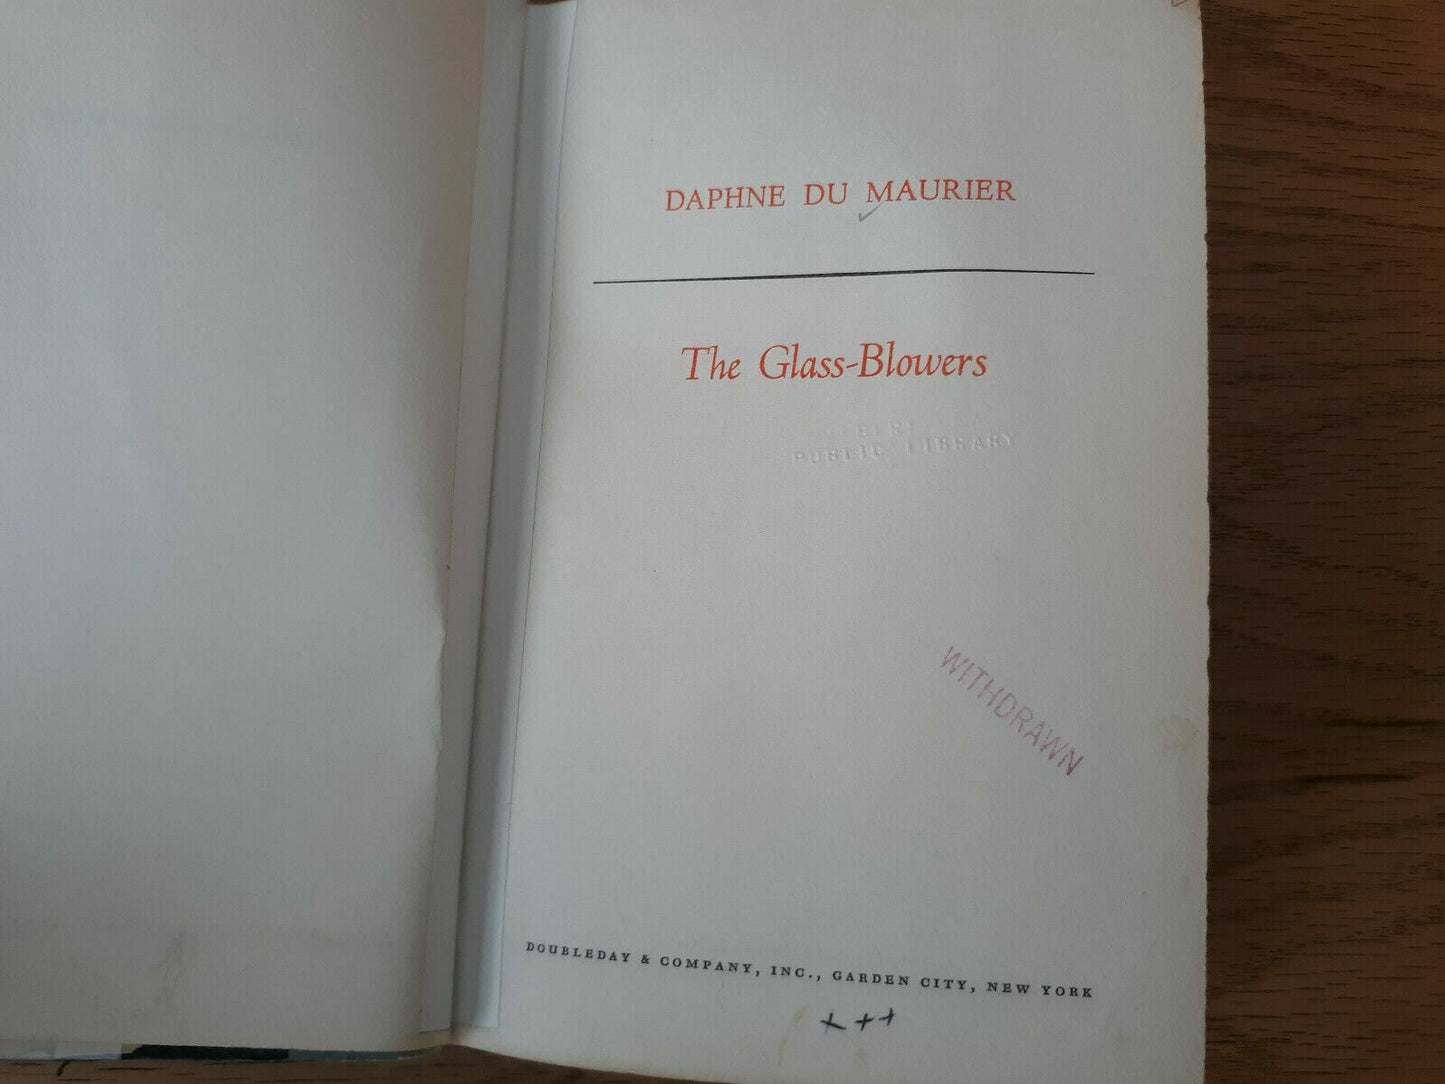 DAPHNE DU MAURIER
The Glass-Blowers
PUBLIC LIBRARY
WITHDRAWN
DOUBLEDAY & COMPANY, INC., GARDEN CITY, NEW YORK
+++